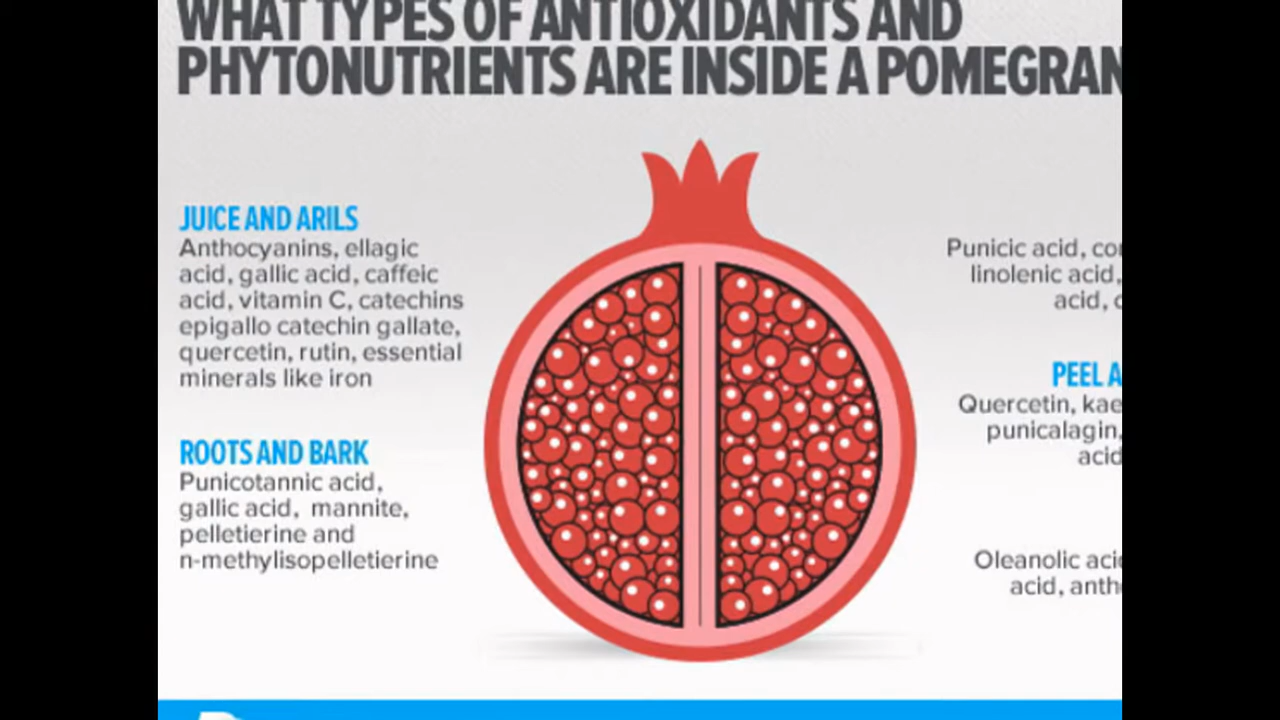 WHAT TYPES OF ANTIOXIDANTS AND
PHYTONUTRIENTS ARE INSIDE A POMEGRAN
JUICE AND ARILS
Anthocyanins, ellagic
acid, gallic acid, caffeic
acid, vitamin C, catechins
epigallo catechin gallate,
quercetin, rutin, essential
minerals like iron
ROOTS AND BARK
Punicotannic acid,
gallic acid, mannite,
pelletierine and
n-methylisopelletierine
Punicic acid,
linolenic acid,
acid,
PEEL
Quercetin,
punicalagin,
acid
Oleanolic
acid,